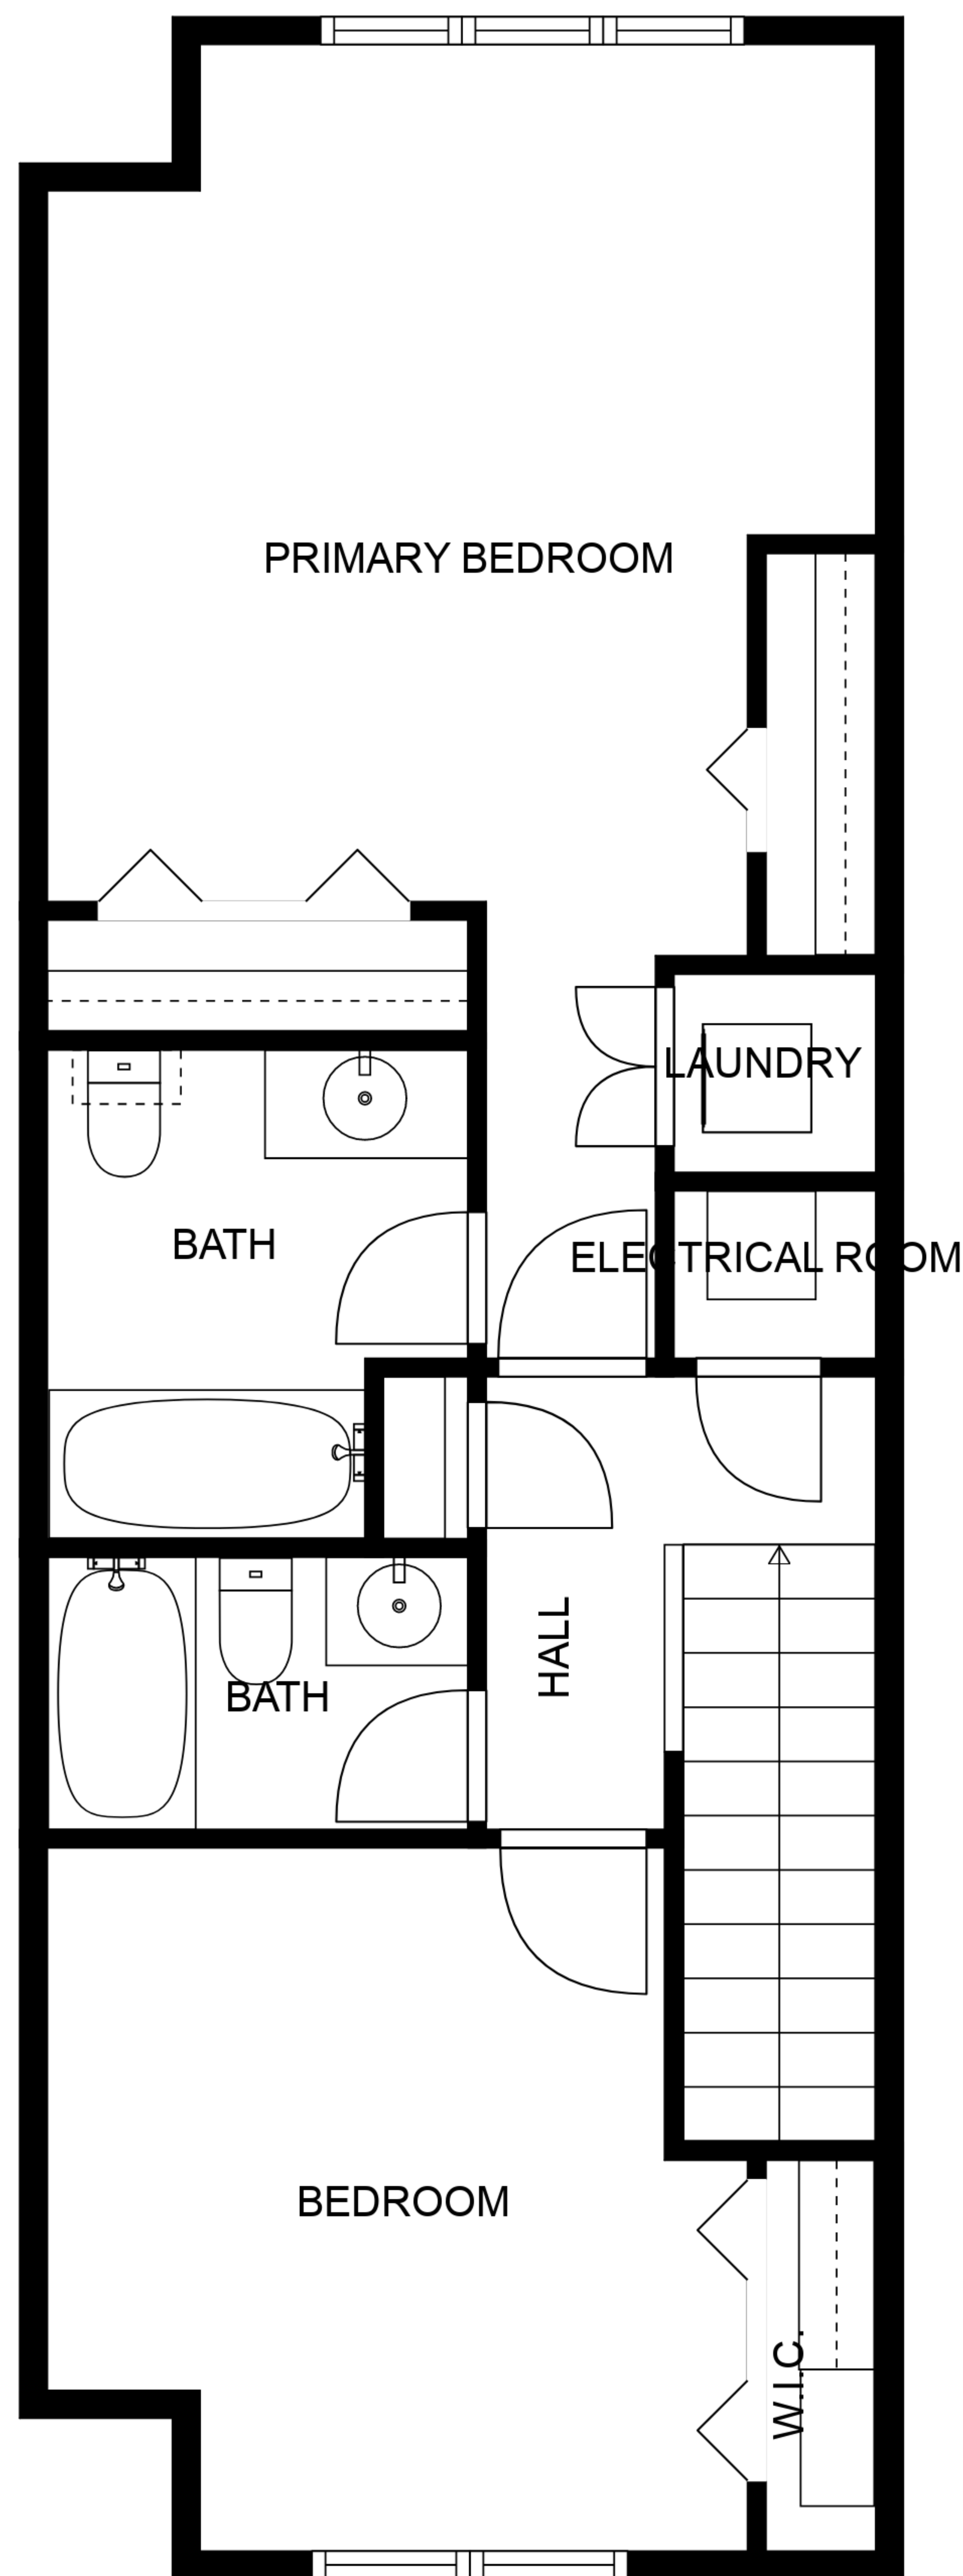 PRIMARY BEDROOM
LAUNDRY
BATH
ELECTRICAL ROOM
HALL
BATH
BEDROOM
W.I.C.